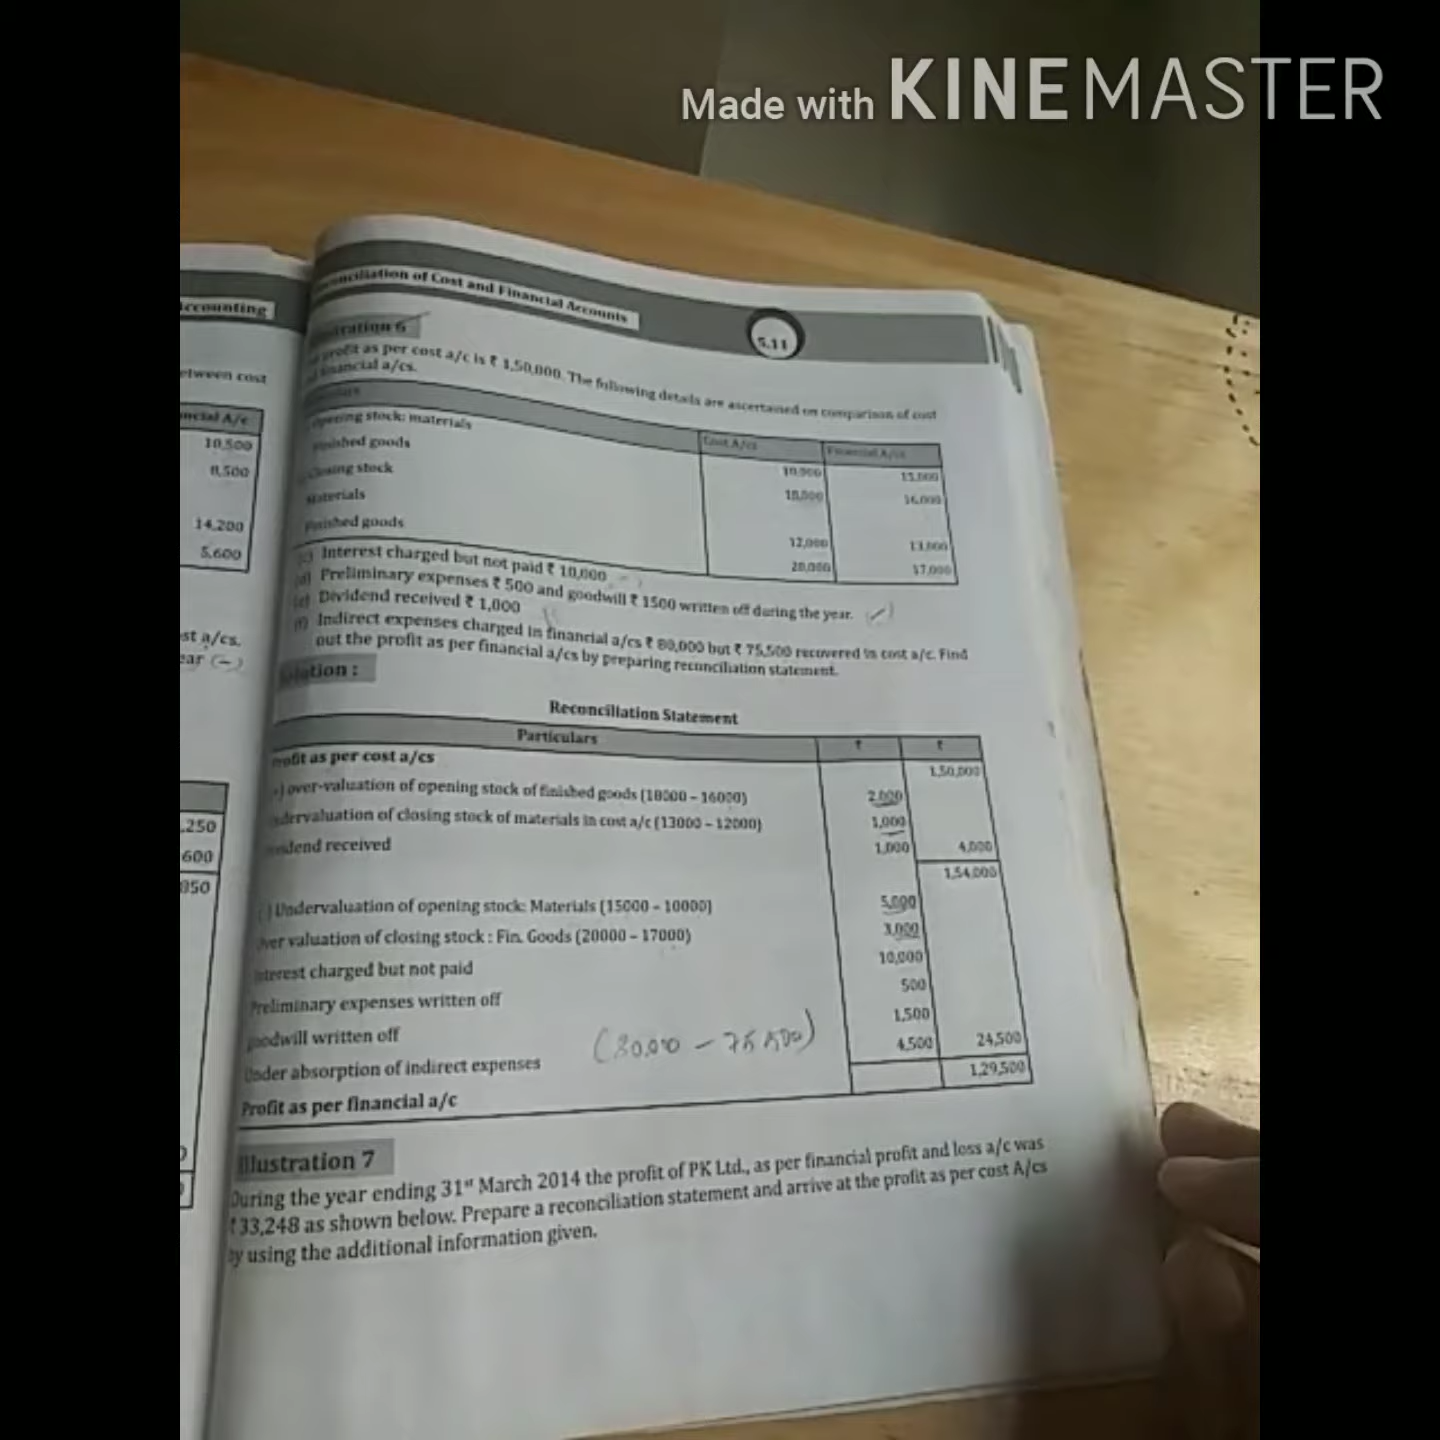 Made with KINEMASTER
Accounting
etween cost
ncial A/c
10,500
8,500
14,200
5,600
st a/cs.
ear (-)
,250
600
350
nciliation of Cost and Financial Accounts
5.11
stration 6
profit as per cost a/c is ₹ 1,50,000. The following details are ascertained on comparison of cost
financial a/cs.
Cost A/cs Financial A/cs
Opening stock: materials 10,000 15,000
Finished goods 18,000 16,000
Closing stock
Materials 12,000 13,000
Finished goods 20,000 17,000
(c) Interest charged but not paid ₹ 10,000
(d) Preliminary expenses ₹ 500 and goodwill ₹ 1500 written off during the year. (-)
(e) Dividend received ₹ 1,000
(f) Indirect expenses charged in financial a/cs ₹ 80,000 but ₹ 75,500 recovered in cost a/c. Find
out the profit as per financial a/cs by preparing reconciliation statement.
Solution :
Reconciliation Statement
Particulars ₹ ₹
Profit as per cost a/cs 1,50,000
over-valuation of opening stock of finished goods (18000 - 16000) 2,000
ndervaluation of closing stock of materials in cost a/c (13000 - 12000) 1,000
idend received 1,000 4,000
1,54,000
(-) Undervaluation of opening stock: Materials (15000 - 10000) 5,000
Over valuation of closing stock : Fin. Goods (20000 - 17000) 3,000
Interest charged but not paid 10,000
Preliminary expenses written off 500
goodwill written off 1,500
Under absorption of indirect expenses (80,000 - 75500) 4,500 24,500
Profit as per financial a/c 1,29,500
Illustration 7
During the year ending 31st March 2014 the profit of PK Ltd., as per financial profit and loss a/c was
₹33,248 as shown below. Prepare a reconciliation statement and arrive at the profit as per cost A/cs
by using the additional information given.